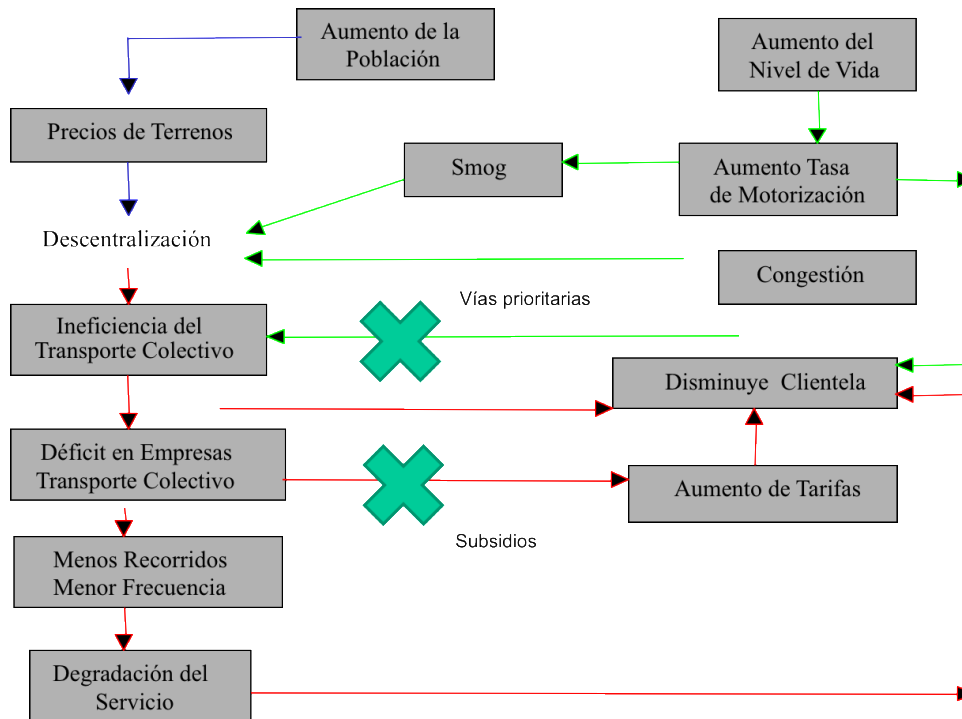 Aumento de la
Población
Aumento del
Nivel de Vida
Precios de Terrenos
Smog
Aumento Tasa
de Motorización
Descentralización
Congestión
Vías prioritarias
Ineficiencia del
Transporte Colectivo
Disminuye Clientela
Déficit en Empresas
Transporte Colectivo
Aumento de Tarifas
Subsidios
Menos Recorridos
Menor Frecuencia
Degradación del
Servicio